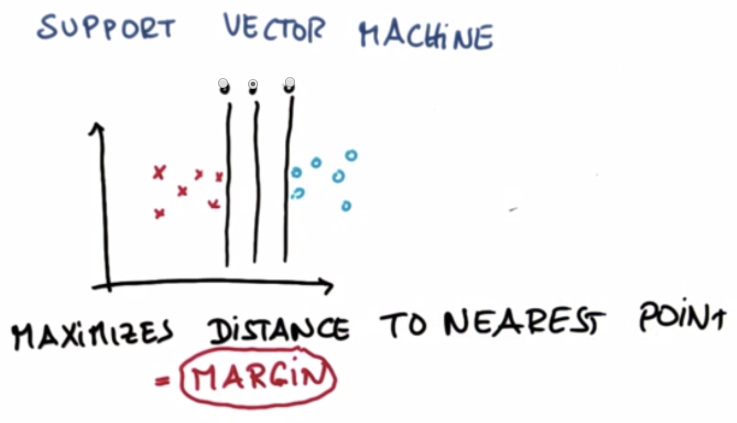 SUPPORT VECTOR MACHINE
MAXIMIZES DISTANCE TO NEAREST POINT
= MARGIN